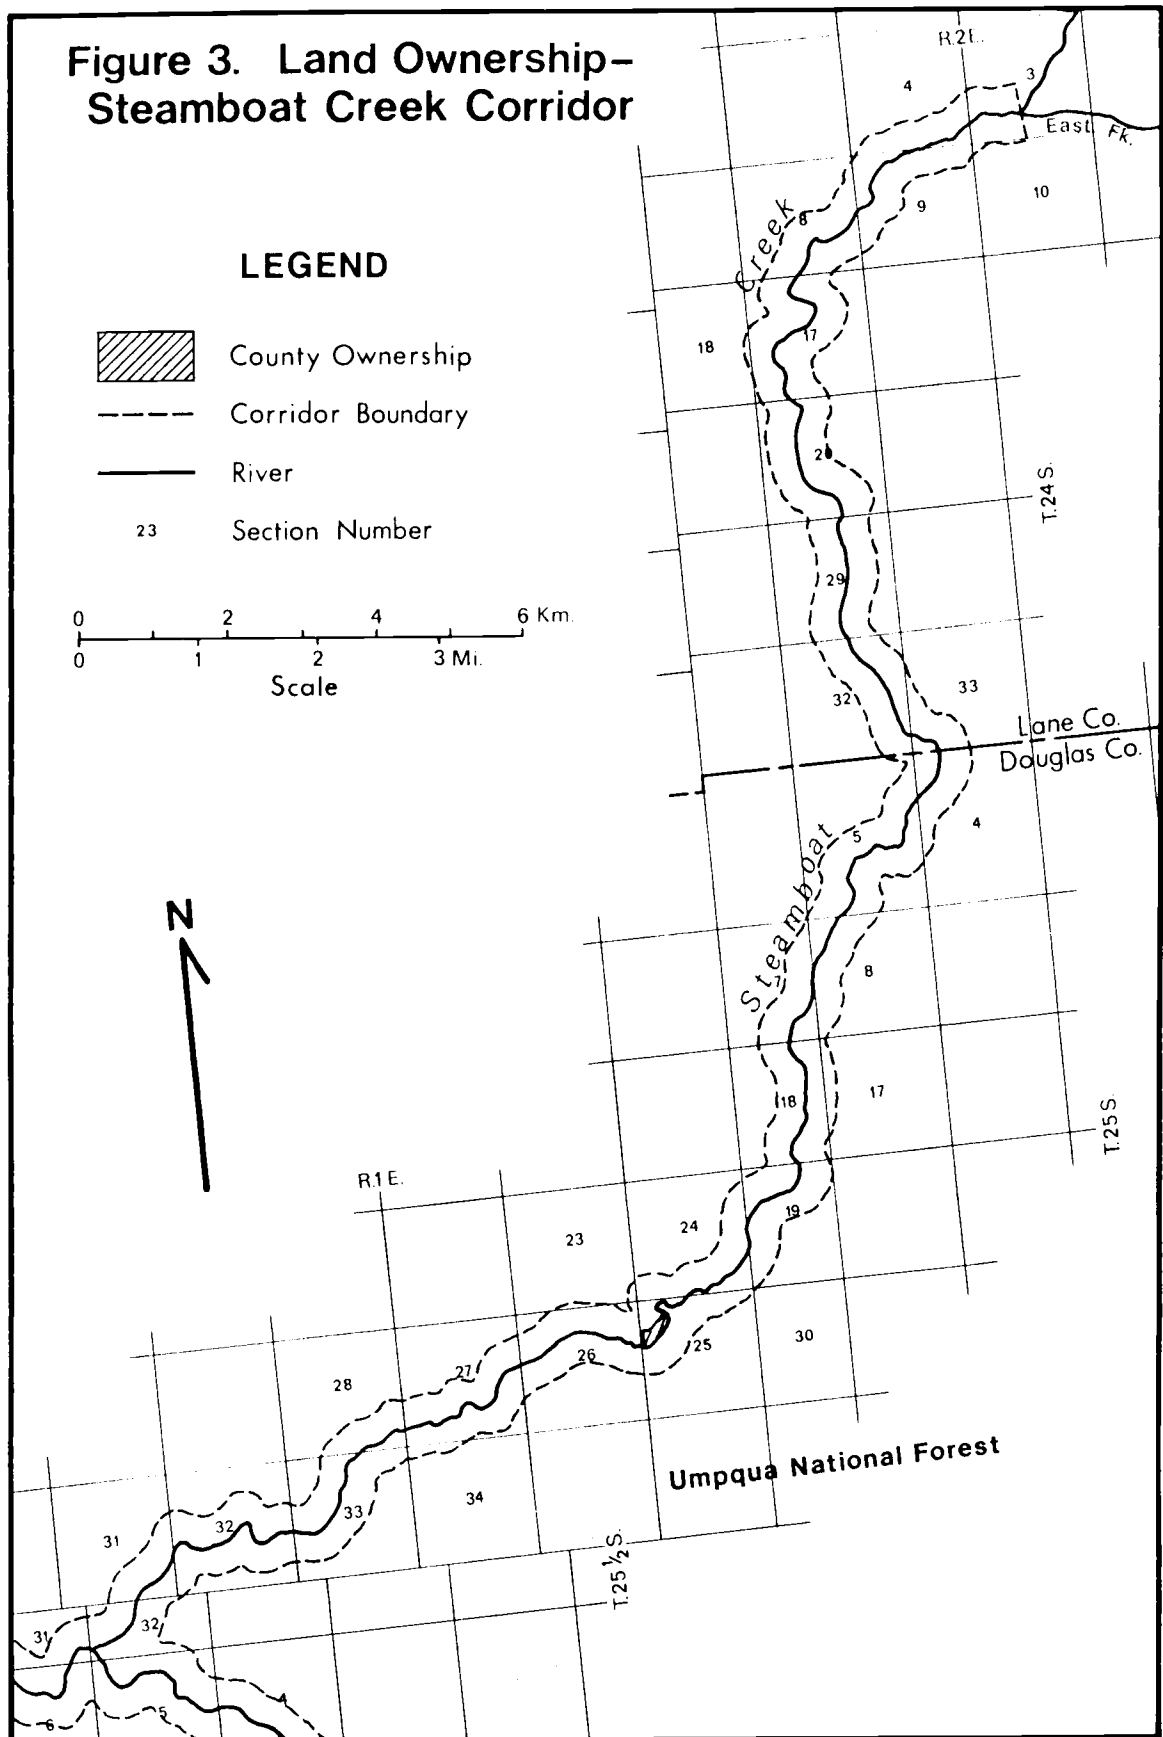 Figure 3. Land Ownership–
Steamboat Creek Corridor
LEGEND
County Ownership
Corridor Boundary
River
23 Section Number
0 2 4 6 Km.
0 1 2 3 Mi.
Scale
N
R.2E.
4
3
East Fk.
10
9
8
Creek
18
17
T.24 S.
29
33
32
Lane Co.
Douglas Co.
4
5
Steamboat
8
7
17
18
T.25 S.
R.1 E.
19
24
23
30
25
26
27
28
Umpqua National Forest
34
33
32
31
T.25 ½ S.
32
31
4
5
6